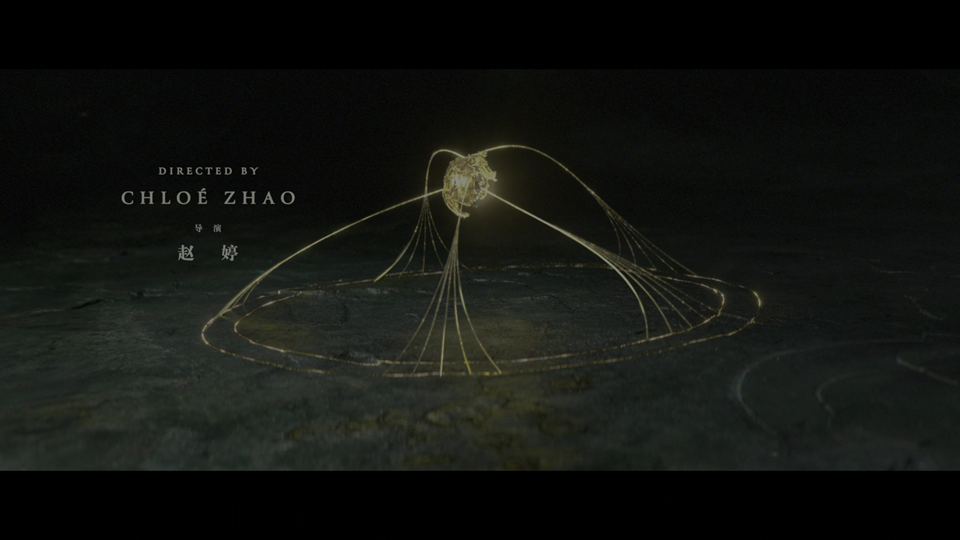 DIRECTED BY
CHLOÉ ZHAO
导 演
赵 婷